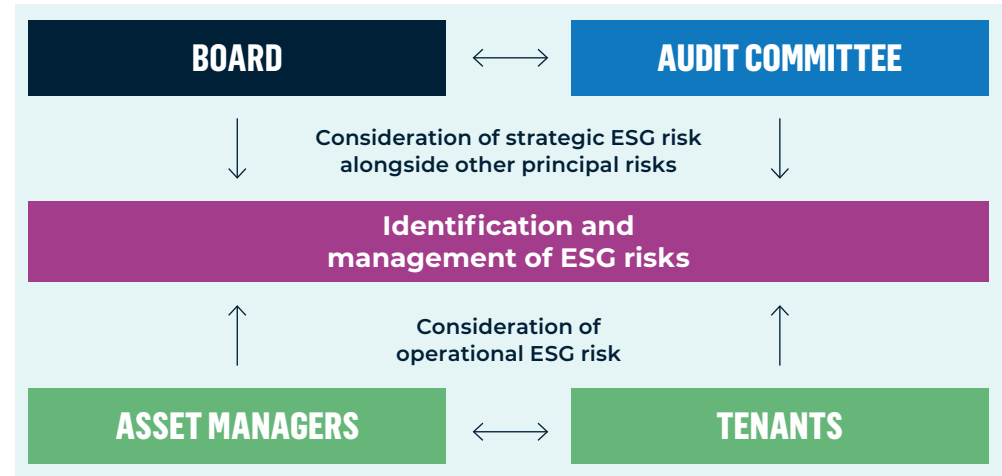 BOARD
AUDIT COMMITTEE
Consideration of strategic ESG risk
alongside other principal risks
Identification and
management of ESG risks
Consideration of
operational ESG risk
ASSET MANAGERS
TENANTS